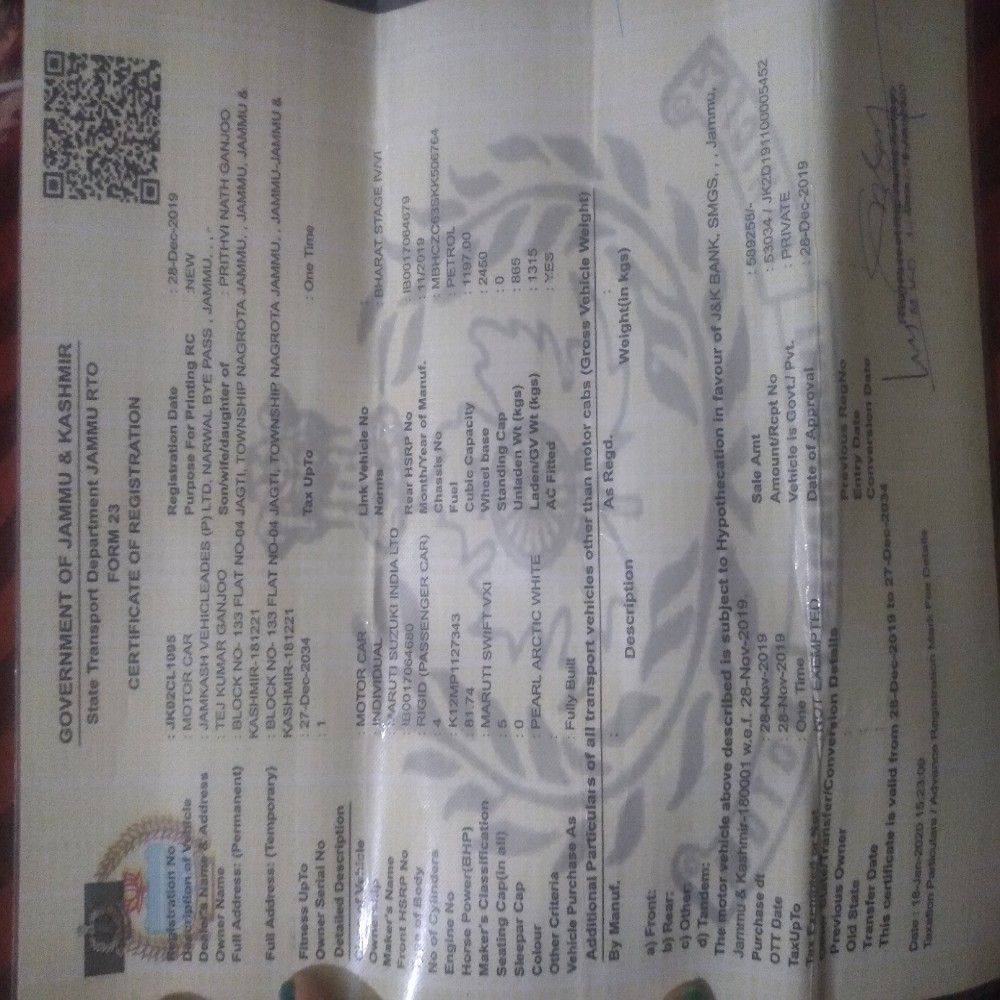 GOVERNMENT OF JAMMU & KASHMIR
State Transport Department JAMMU RTO
FORM 23
CERTIFICATE OF REGISTRATION
Registration No : JK02CL1095 Registration Date : 28-Dec-2019
Description of Vehicle : MOTOR CAR Purpose For Printing RC : NEW
Dealer's Name & Address : JAMKASH VEHICLEADES (P) LTD, NARWAL BYE PASS , JAMMU, , , -
Owner Name : TEJ KUMAR GANJOO Son/wife/daughter of : PRITHVI NATH GANJOO
Full Address: (Permanent) : BLOCK NO- 133 FLAT NO-04 JAGTI, TOWNSHIP NAGROTA JAMMU, , JAMMU, JAMMU &
KASHMIR-181221
Full Address: (Temporary) : BLOCK NO- 133 FLAT NO-04 JAGTI, TOWNSHIP NAGROTA JAMMU, , JAMMU-JAMMU &
KASHMIR-181221
Fitness UpTo : 27-Dec-2034 Tax UpTo : One Time
Owner Serial No : 1
Detailed Description
Class of Vehicle : MOTOR CAR Link Vehicle No
Ownership : INDIVIDUAL Norms : BHARAT STAGE IV/VI
Maker's Name : MARUTI SUZUKI INDIA LTD
Front HSRP No : IB0017064680 Rear HSRP No : IB0017064679
Type of Body : RIGID (PASSENGER CAR) Month/Year of Manuf. : 11/2019
No of Cylinders : 4 Chassis No : MBHCZC63SKK506764
Engine No : K12MP1127343 Fuel : PETROL
Horse Power(BHP) : 81.74 Cubic Capacity : 1197.00
Maker's Classification : MARUTI SWIFT VXI Wheel base : 2450
Seating Cap(in all) : 5 Standing Cap : 0
Sleepar Cap : 0 Unladen Wt (kgs) : 865
Colour : PEARL ARCTIC WHITE Laden/GV Wt (kgs) : 1315
Other Criteria : AC Fitted : YES
Vehicle Purchase As : Fully Built
Additional Particulars of all transport vehicles other than motor cabs (Gross Vehicle Weight)
By Manuf. : As Regd. :
Description Weight(in kgs)
a) Front:
b) Rear:
c) Other:
d) Tandem:
The motor vehicle above described is subject to Hypothecation in favour of J&K BANK, SMGS, , , Jammu,
Jammu & Kashmir-180001 w.e.f. 28-Nov-2019.
Purchase dt : 28-Nov-2019 Sale Amt : 589258/-
OTT Date : 28-Nov-2019 Amount/Rcpt No : 53034 / JK2D191100005452
TaxUpTo : One Time Vehicle is Govt./ Pvt. : PRIVATE
Tax Exempted or Not : NOT EXEMPTED Date of Approval : 28-Dec-2019
Transfer/Conversion Details
Previous Owner : Previous RegNo
Old State : Entry Date
Transfer Date : Conversion Date
This certificate is valid from 28-Dec-2019 to 27-Dec-2034
Date : 18-Jan-2020 15:23:08
Taxation Particulars / Advance Registration Mark Fee Details